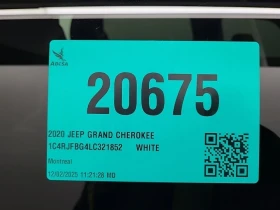 ADESA
20675
2020 JEEP GRAND CHEROKEE
1C4RJFBG4LC321852 WHITE
Montreal
12/02/2025 11:21:26 MD